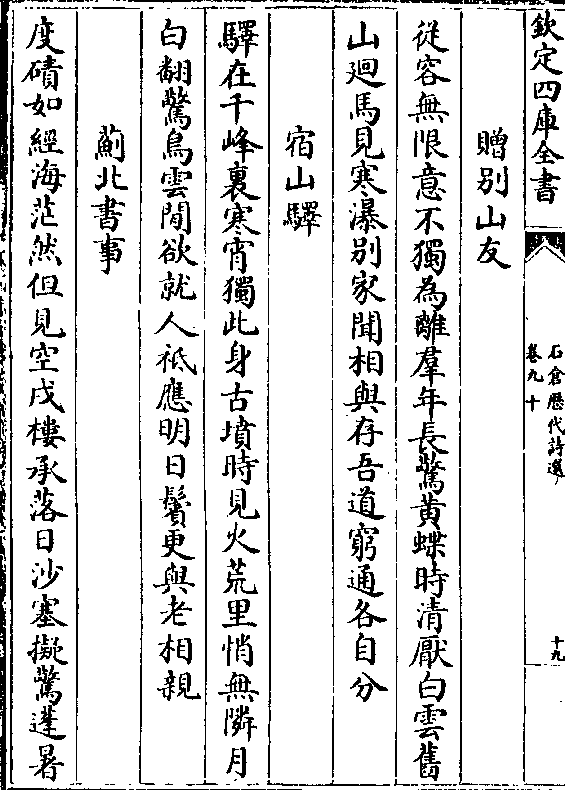 欽定四庫全書
石倉歷代詩選
卷九十
十九
贈別山友
從容無限意不獨為離羣年長驚黄蝶時清厭白雲舊
山廻馬見寒瀑别家聞相與存吾道窮通各自分
宿山驛
驛在千峰裏寒宵獨此身古墳時見火荒里悄無隣月
白翻驚鳥雲閒欲就人祗應明日鬢更與老相親
薊北書事
度磧如經海茫然但見空戍樓承落日沙塞擬驚蓬暑